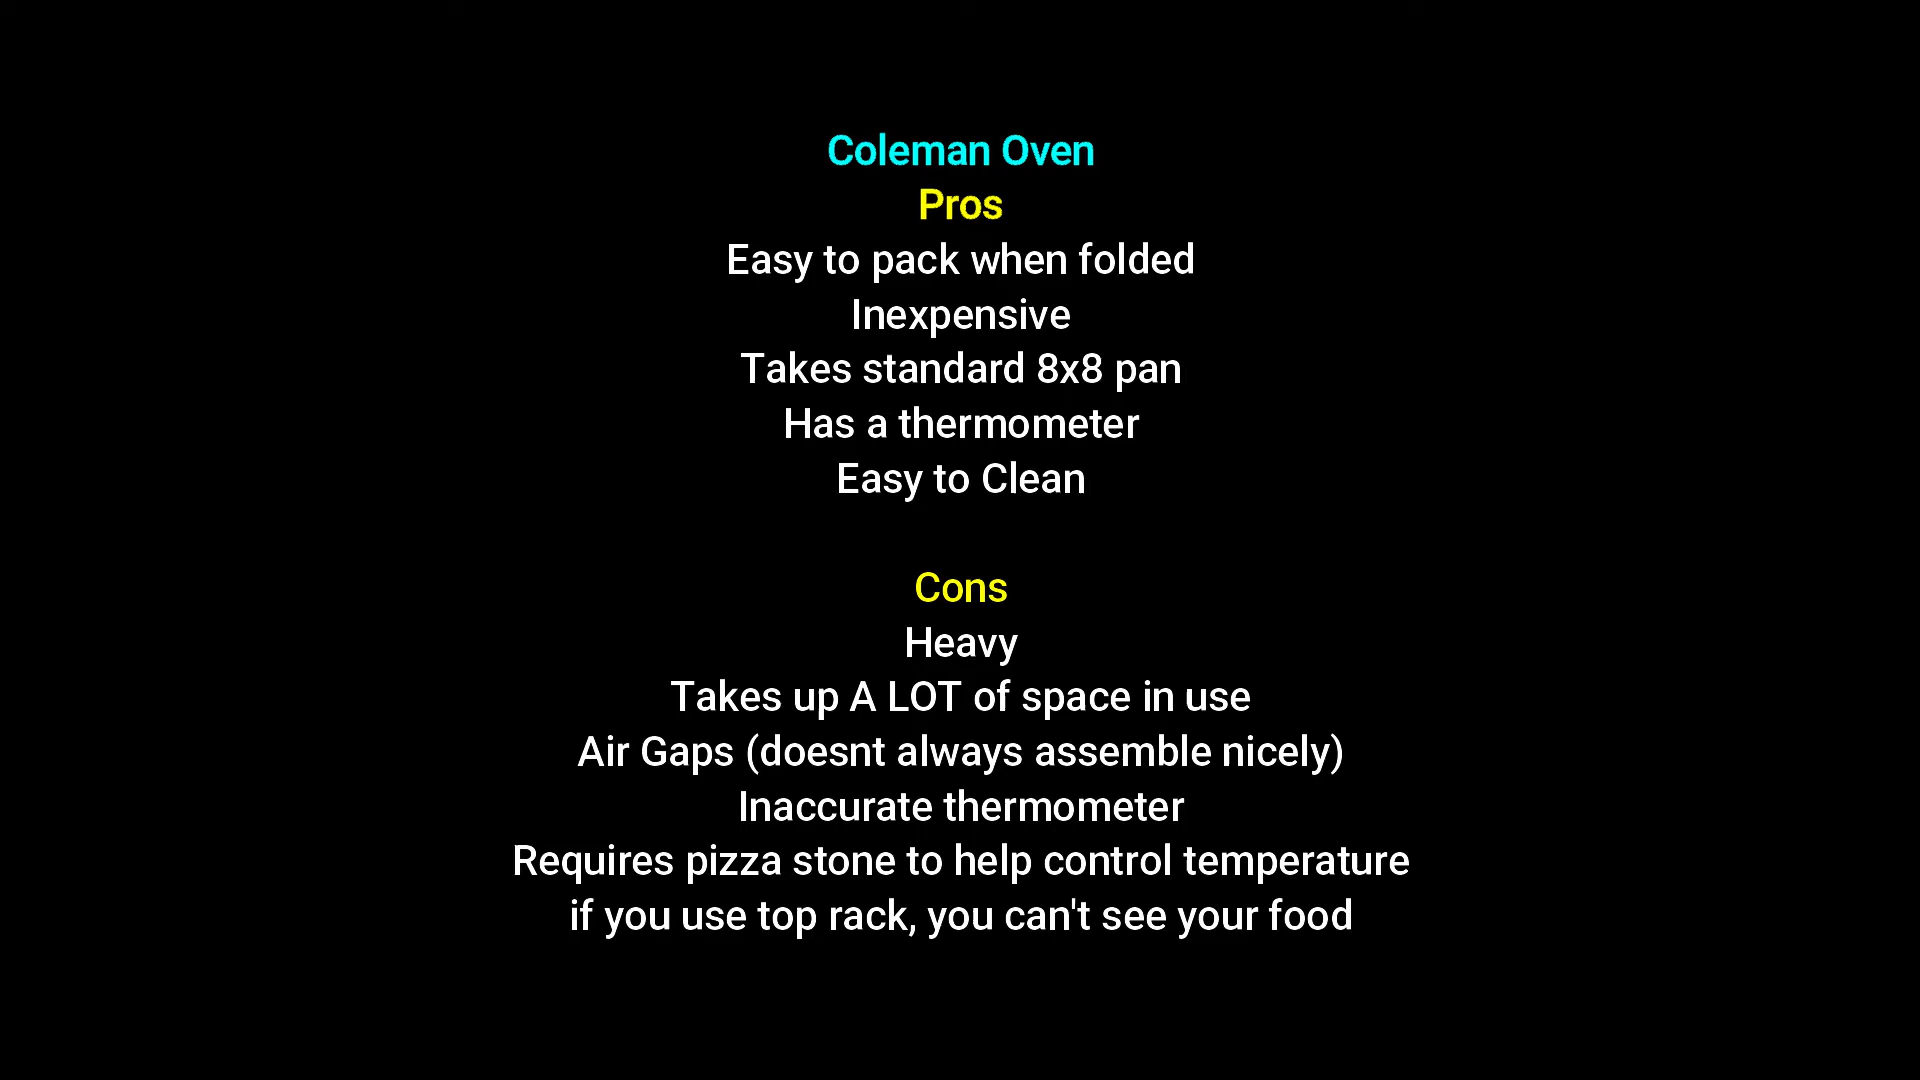 Coleman Oven
Pros
Easy to pack when folded
Inexpensive
Takes standard 8x8 pan
Has a thermometer
Easy to Clean
Cons
Heavy
Takes up A LOT of space in use
Air Gaps (doesnt always assemble nicely)
Inaccurate thermometer
Requires pizza stone to help control temperature
if you use top rack, you can't see your food